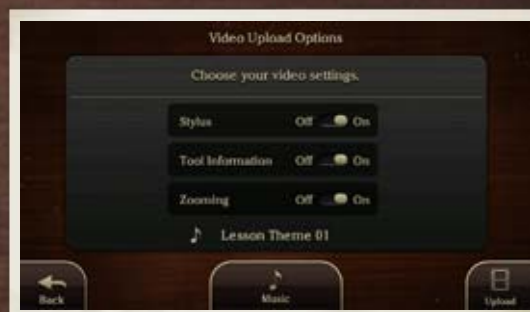 Video Upload Options
Choose your video settings.
Stylus Off On
Tool Information Off On
Zooming Off On
Lesson Theme 01
Back
Music
Upload